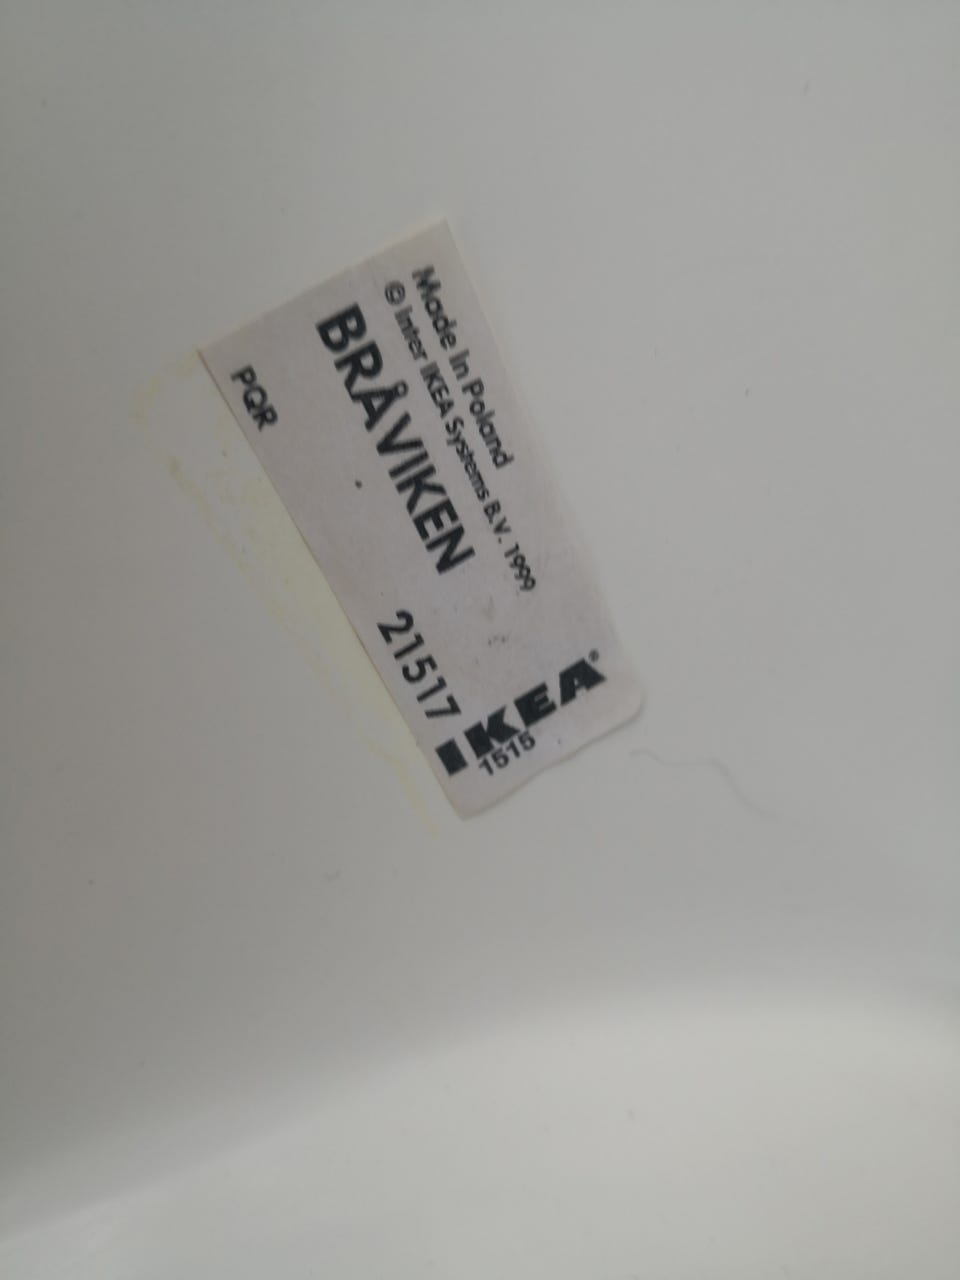 Made In Poland
© Inter IKEA Systems B.V. 1999
BRÅVIKEN
PQR
21517
IKEA®
1515